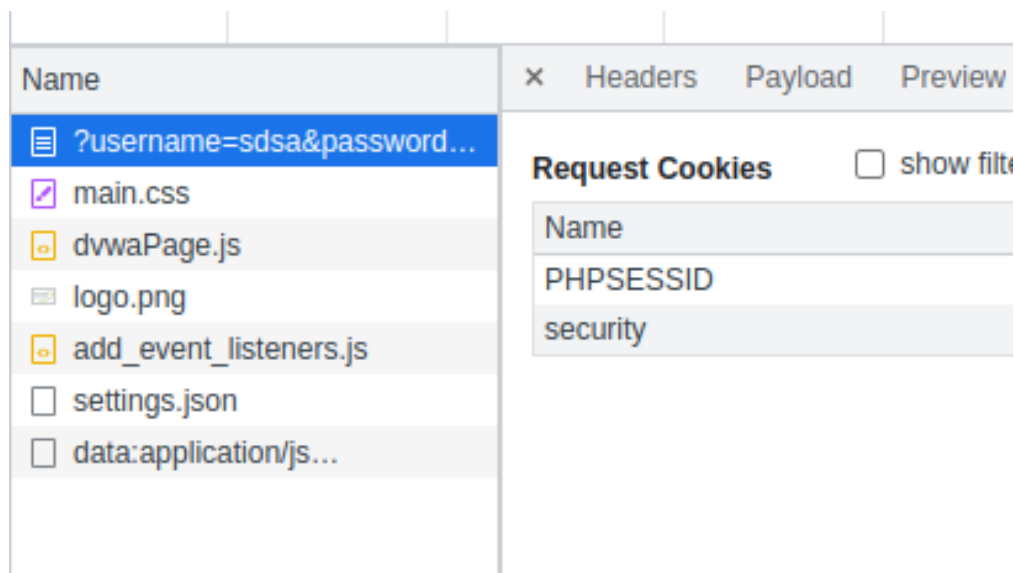 Name
?username=sdsa&password...
main.css
dvwaPage.js
logo.png
add_event_listeners.js
settings.json
data:application/js...
× Headers Payload Preview
Request Cookies show filte
Name
PHPSESSID
security